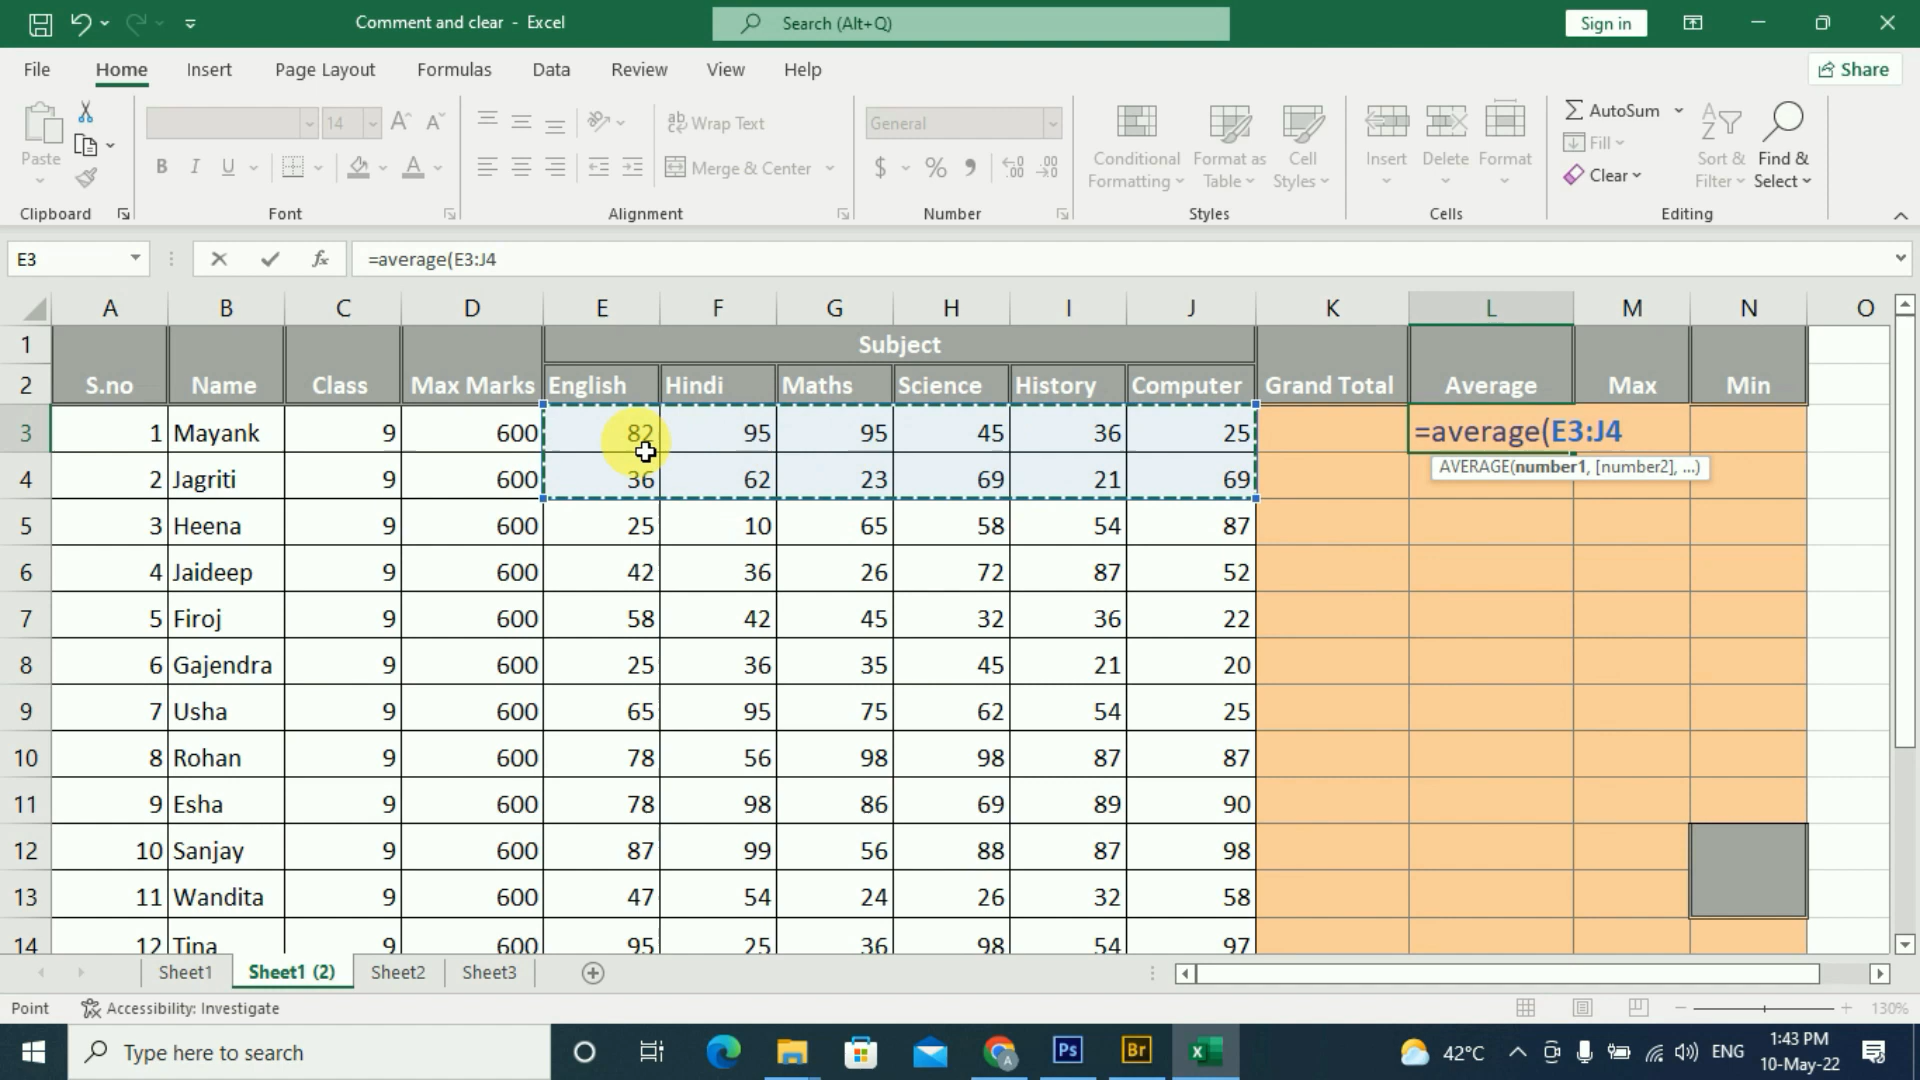 Comment and clear - Excel
Search (Alt+Q)
Sign in
File Home Insert Page Layout Formulas Data Review View Help
Share
Paste
Clipboard
14
B I U
Font
Wrap Text
Merge & Center
Alignment
General
$ % ,
Number
Conditional Formatting
Format as Table
Cell Styles
Styles
Insert
Delete
Format
Cells
AutoSum
Fill
Clear
Sort & Filter
Find & Select
Editing
E3
fx
=average(E3:J4
A B C D E F G H I J K L M N O
1 Subject
2 S.no Name Class Max Marks English Hindi Maths Science History Computer Grand Total Average Max Min
3 1 Mayank 9 600 82 95 95 45 36 25 =average(E3:J4
AVERAGE(number1, [number2], ...)
4 2 Jagriti 9 600 36 62 23 69 21 69
5 3 Heena 9 600 25 10 65 58 54 87
6 4 Jaideep 9 600 42 36 26 72 87 52
7 5 Firoj 9 600 58 42 45 32 36 22
8 6 Gajendra 9 600 25 36 35 45 21 20
9 7 Usha 9 600 65 95 75 62 54 25
10 8 Rohan 9 600 78 56 98 98 87 87
11 9 Esha 9 600 78 98 86 69 89 90
12 10 Sanjay 9 600 87 99 56 88 87 98
13 11 Wandita 9 600 47 54 24 26 32 58
14 12 Tina 9 600 95 25 36 98 54 97
Sheet1 Sheet1 (2) Sheet2 Sheet3
Point Accessibility: Investigate
130%
Type here to search
Ps
Br
42°C
ENG
1:43 PM
10-May-22